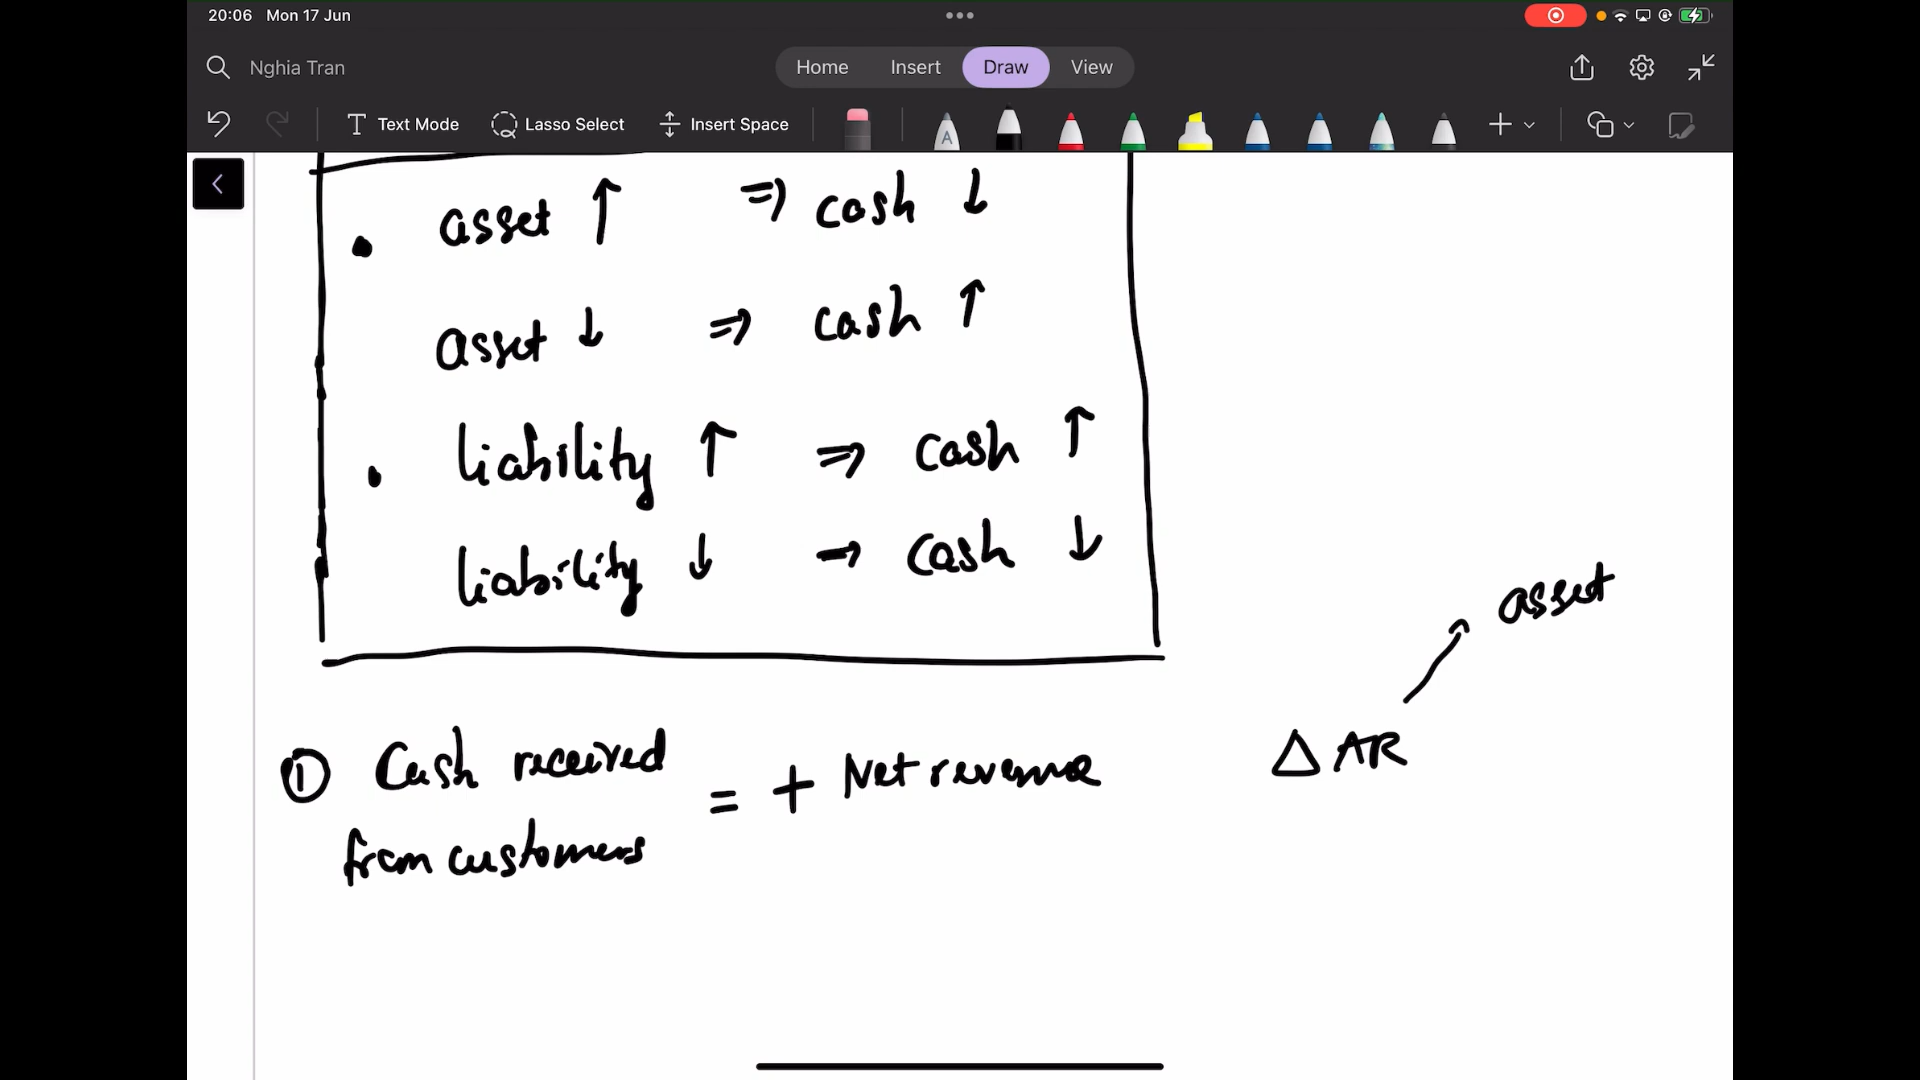 20:06 Mon 17 Jun
Nghia Tran
Home Insert Draw View
Text Mode Lasso Select Insert Space A
asset ↑ ⇒ cash ↓
asset ↓ ⇒ cash ↑
liability ↑ ⇒ cash ↑
liability ↓ ⇒ cash ↓
asset
① Cash received = + Net revenue Δ AR
from customers